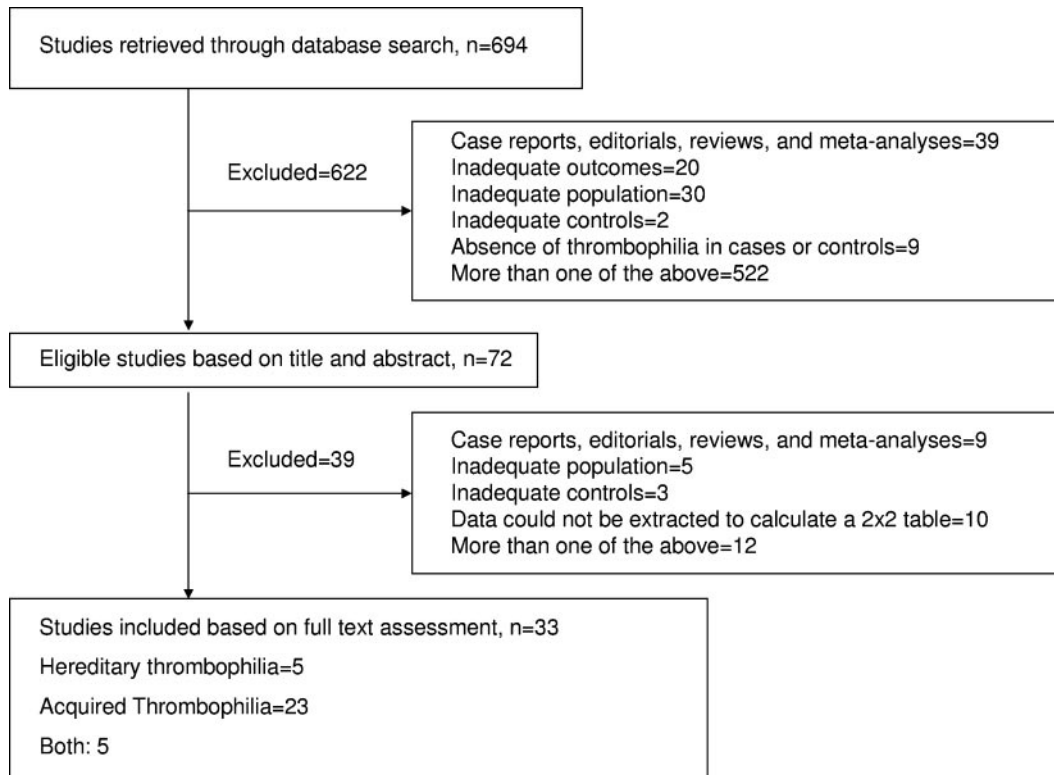 Studies retrieved through database search, n=694
Excluded=622
Case reports, editorials, reviews, and meta-analyses=39
Inadequate outcomes=20
Inadequate population=30
Inadequate controls=2
Absence of thrombophilia in cases or controls=9
More than one of the above=522
Eligible studies based on title and abstract, n=72
Excluded=39
Case reports, editorials, reviews, and meta-analyses=9
Inadequate population=5
Inadequate controls=3
Data could not be extracted to calculate a 2x2 table=10
More than one of the above=12
Studies included based on full text assessment, n=33
Hereditary thrombophilia=5
Acquired Thrombophilia=23
Both: 5